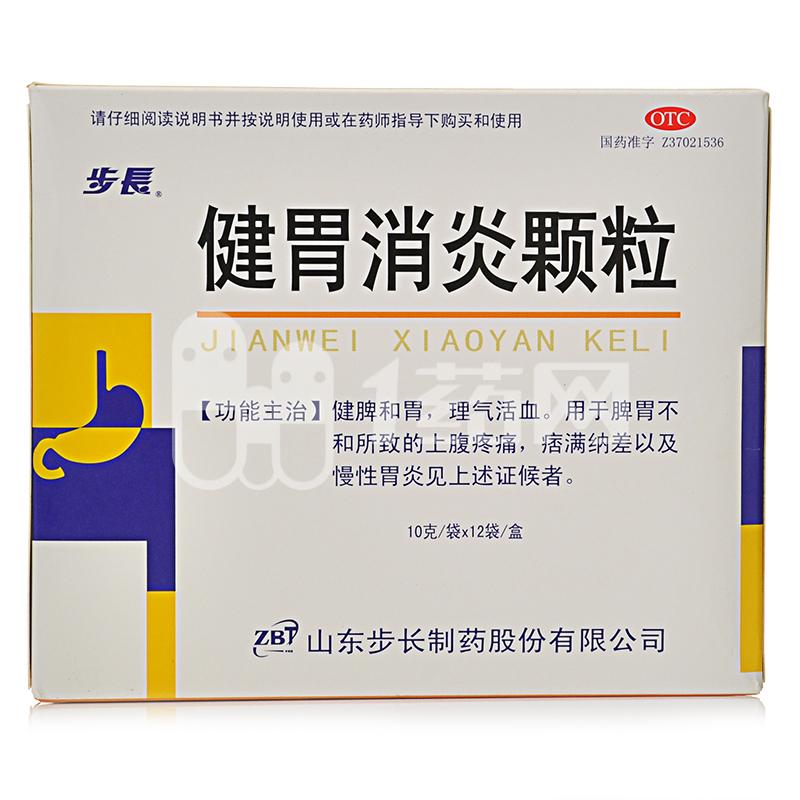 请仔细阅读说明书并按说明使用或在药师指导下购买和使用
OTC
国药准字 Z37021536
步長®
健胃消炎颗粒
JIANWEI XIAOYAN KELI
1药网
【功能主治】健脾和胃，理气活血。用于脾胃不
和所致的上腹疼痛，痞满纳差以及
慢性胃炎见上述证候者。
10克/袋x12袋/盒
ZBT 山东步长制药股份有限公司